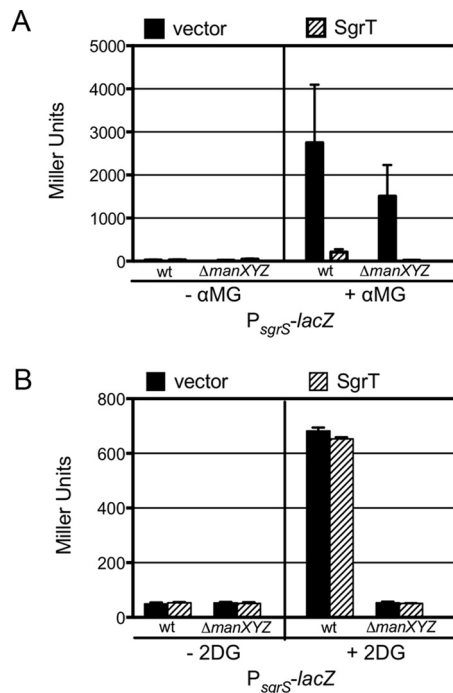 A
vector SgrT
Miller Units
5000
4000
3000
2000
1000
0
wt ΔmanXYZ wt ΔmanXYZ
- αMG + αMG
PsgrS-lacZ
B
vector SgrT
Miller Units
800
600
400
200
0
wt ΔmanXYZ wt ΔmanXYZ
- 2DG + 2DG
PsgrS-lacZ